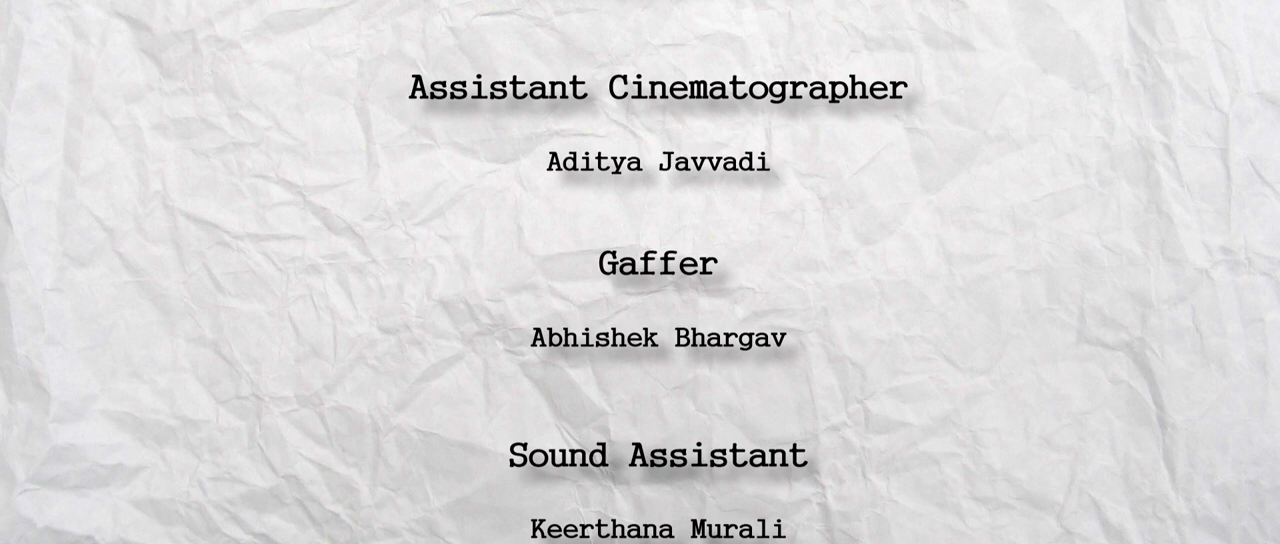 Assistant Cinematographer
Aditya Javvadi
Gaffer
Abhishek Bhargav
Sound Assistant
Keerthana Murali